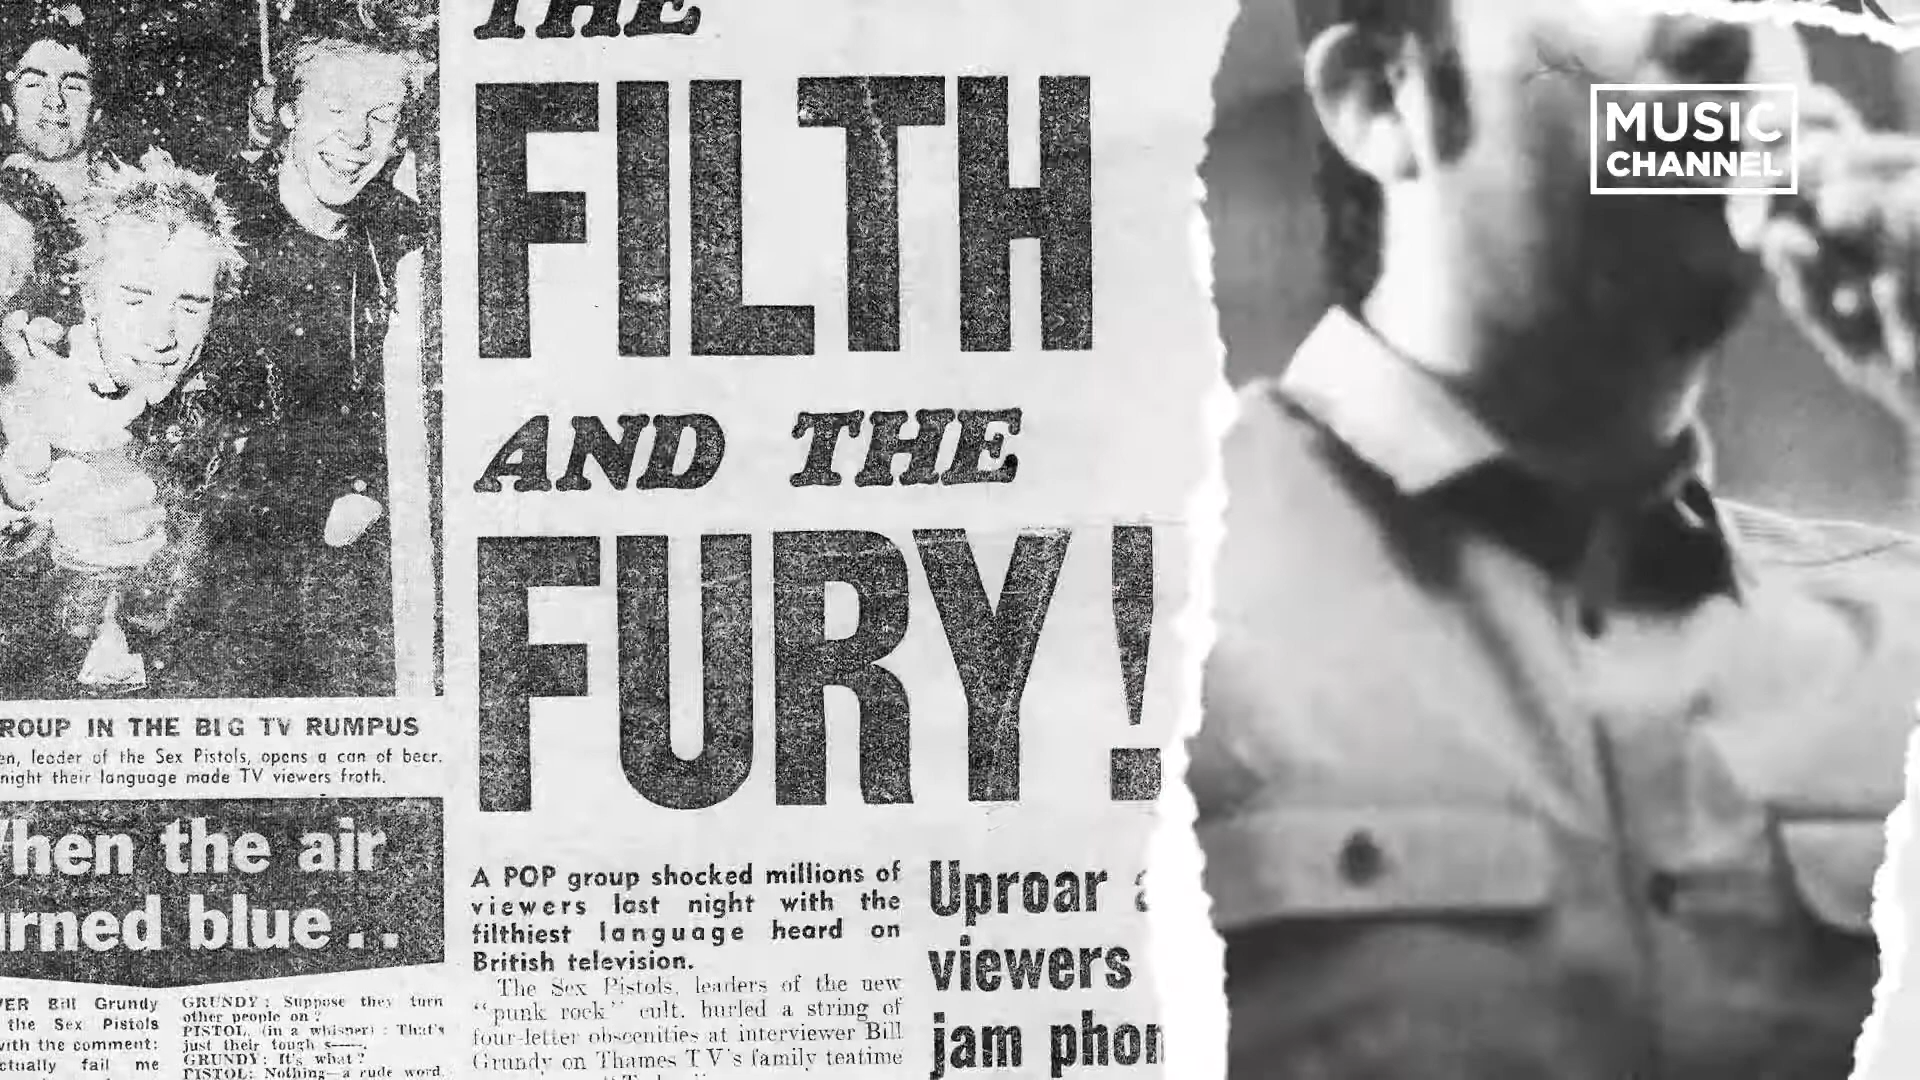 THE
FILTH
AND THE
FURY!
MUSIC
CHANNEL
ROUP IN THE BIG TV RUMPUS
en, leader of the Sex Pistols, opens a can of beer.
night their language made TV viewers froth.
hen the air
rned blue..
VER Bill Grundy
the Sex Pistols
with the comment:
ctually fail me
GRUNDY: Suppose they turn
other people on?
PISTOL (in a whisper): That's
just their tough s——.
GRUNDY: It's what?
PISTOL: Nothing—a rude word.
A POP group shocked millions of
viewers last night with the
filthiest language heard on
British television.
The Sex Pistols, leaders of the new
"punk rock" cult, hurled a string of
four-letter obscenities at interviewer Bill
Grundy on Thames TV's family teatime
Uproar a
viewers
jam phon